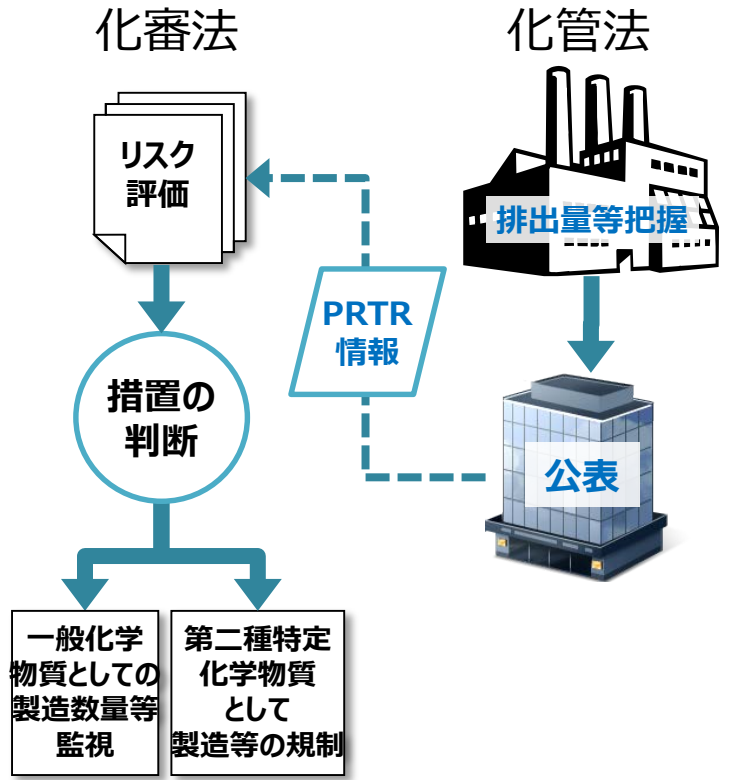 化審法
化管法
リスク
評価
排出量等把握
PRTR
情報
措置の
判断
公表
一般化学
物質としての
製造数量等
監視
第二種特定
化学物質
として
製造等の規制